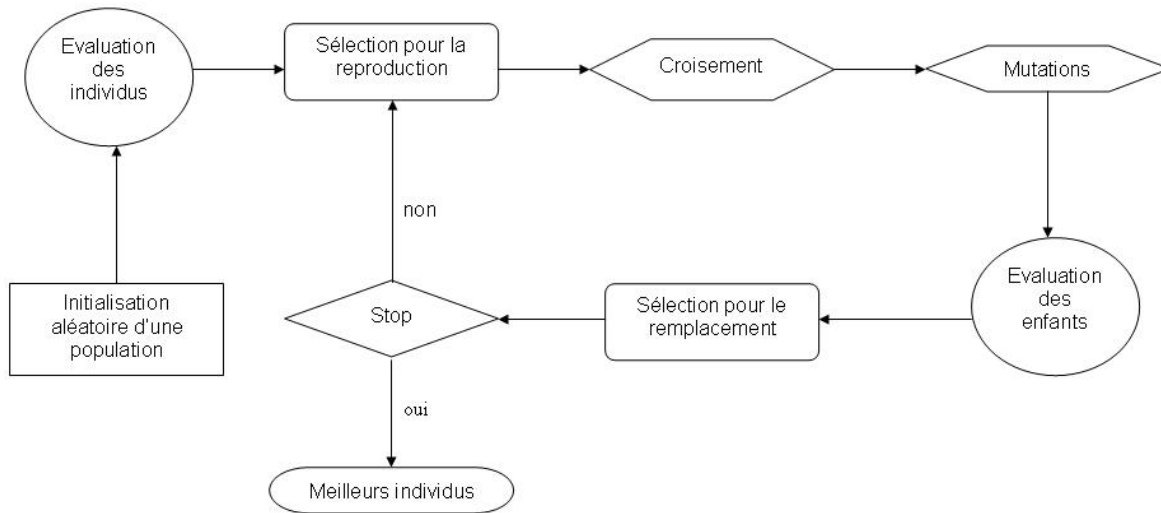 Evaluation
des
individus
Sélection pour la
reproduction
Croisement
Mutations
non
Initialisation
aléatoire d'une
population
Stop
Sélection pour le
remplacement
Evaluation
des
enfants
oui
Meilleurs individus